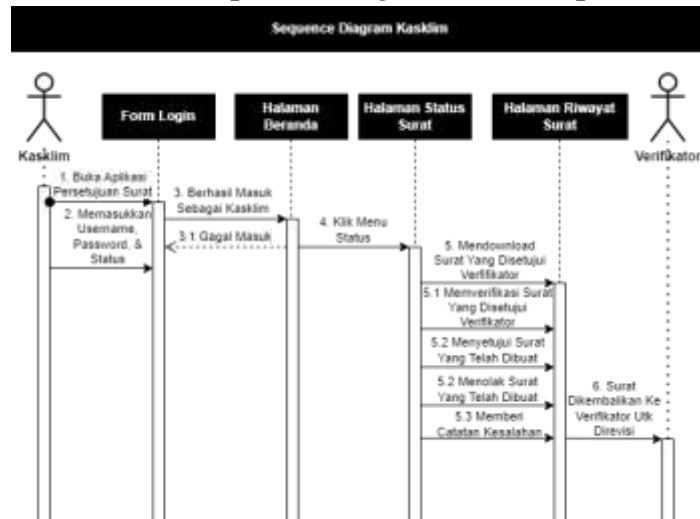 Sequence Diagram Kasklim
Form Login
Halaman
Beranda
Halaman Status
Surat
Halaman Riwayat
Surat
Kasklim
Verifikator
1. Buka Aplikasi
Persetujuan Surat
2. Memasukkan
Username,
Password, &
Status
3. Berhasil Masuk
Sebagai Kasklim
3.1 Gagal Masuk
4. Klik Menu
Status
5. Mendownload
Surat Yang Disetujui
Verfifikator
5.1 Memverifikasi Surat
Yang Disetujui
Verifikator
5.2 Menyetujui Surat
Yang Telah Dibuat
5.2 Menolak Surat
Yang Telah Dibuat
5.3 Memberi
Catatan Kesalahan
6. Surat
Dikembalikan Ke
Verifikator Utk
Direvisi